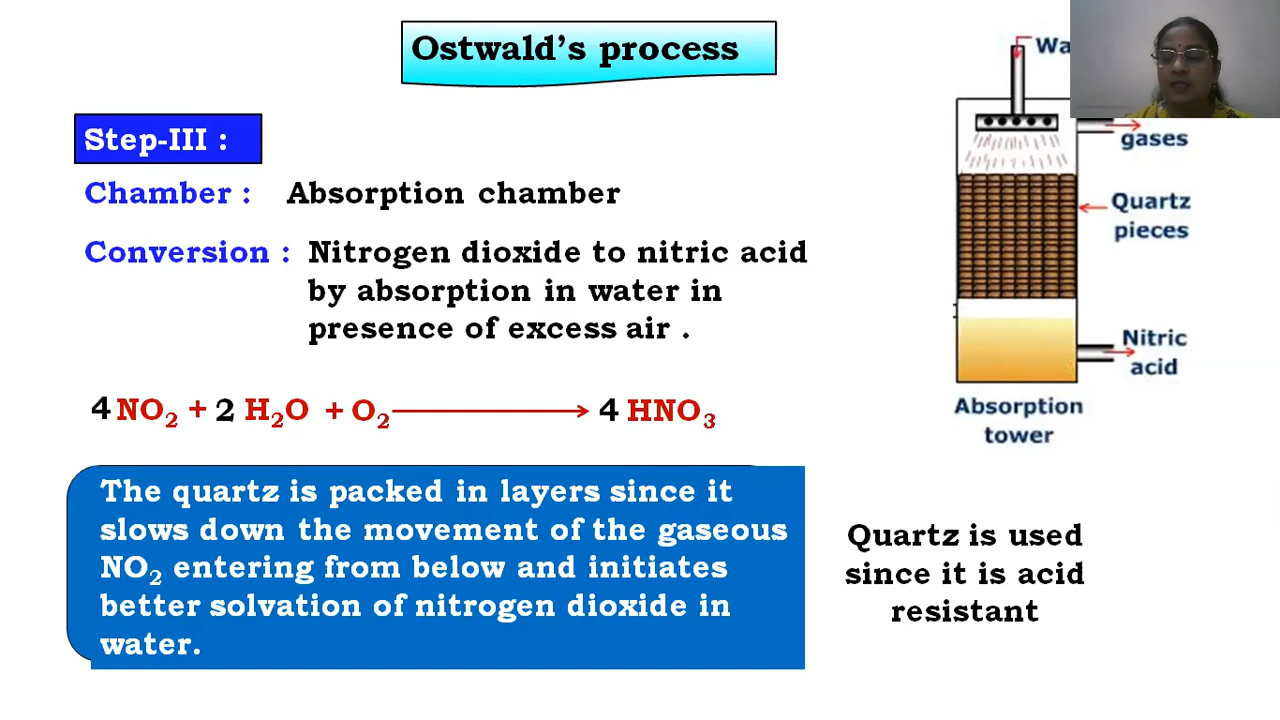 Ostwald's process
Step-III :
Chamber : Absorption chamber
Conversion : Nitrogen dioxide to nitric acid
by absorption in water in
presence of excess air .
4 NO₂ + 2 H₂O + O₂ → 4 HNO₃
The quartz is packed in layers since it
slows down the movement of the gaseous
NO₂ entering from below and initiates
better solvation of nitrogen dioxide in
water.
Wa
gases
Quartz
pieces
Nitric
acid
Absorption
tower
Quartz is used
since it is acid
resistant